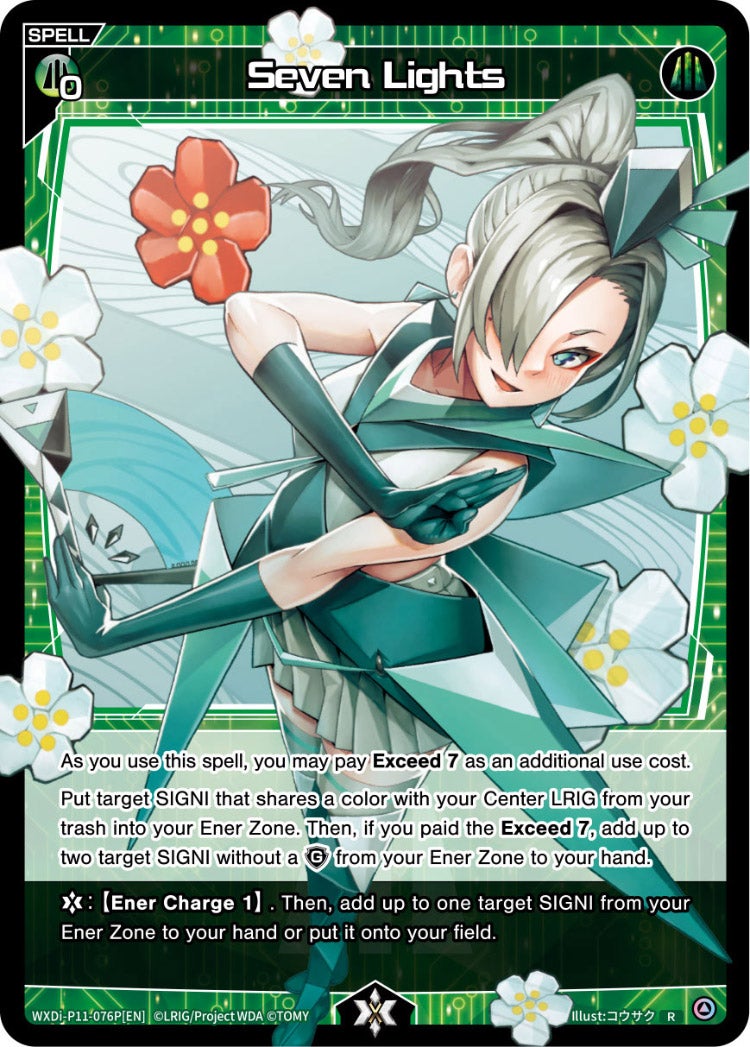 SPELL
0
Seven Lights
As you use this spell, you may pay Exceed 7 as an additional use cost.
Put target SIGNI that shares a color with your Center LRIG from your
trash into your Ener Zone. Then, if you paid the Exceed 7, add up to
two target SIGNI without a G from your Ener Zone to your hand.
:【Ener Charge 1】. Then, add up to one target SIGNI from your
Ener Zone to your hand or put it onto your field.
WXDi-P11-076P[EN] ©LRIG/Project WDA ©TOMY Illust:コウサク R